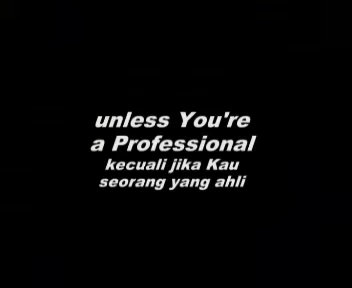 unless You're
a Professional
kecuali jika Kau
seorang yang ahli